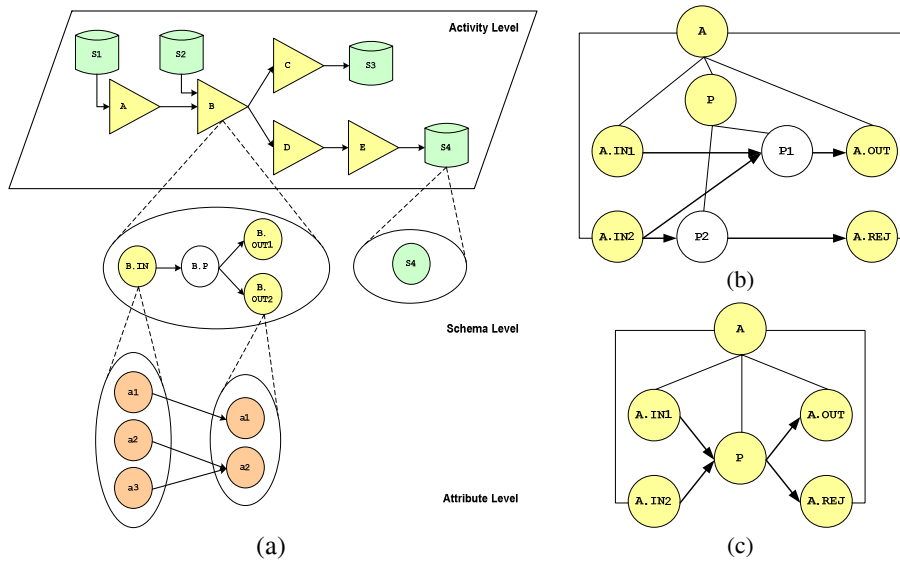 Activity Level
S1
S2
A
B
C
S3
D
E
S4
B.IN
B.P
B.
OUT1
B.
OUT2
S4
Schema Level
a1
a2
a3
a1
a2
Attribute Level
(a)
A
P
A.IN1
P1
A.OUT
A.IN2
P2
A.REJ
(b)
A
A.IN1
A.OUT
P
A.IN2
A.REJ
(c)